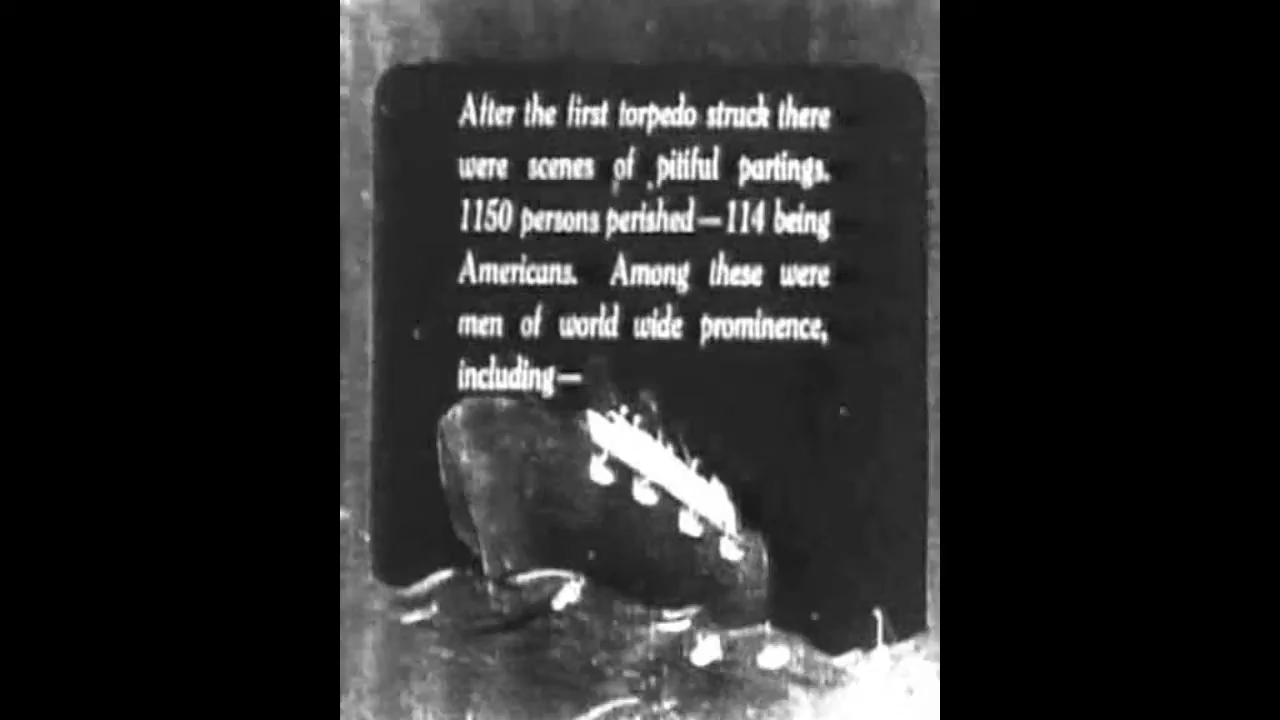 After the first torpedo struck there
were scenes of pitiful partings.
1150 persons perished—114 being
Americans. Among these were
men of world wide prominence,
including—